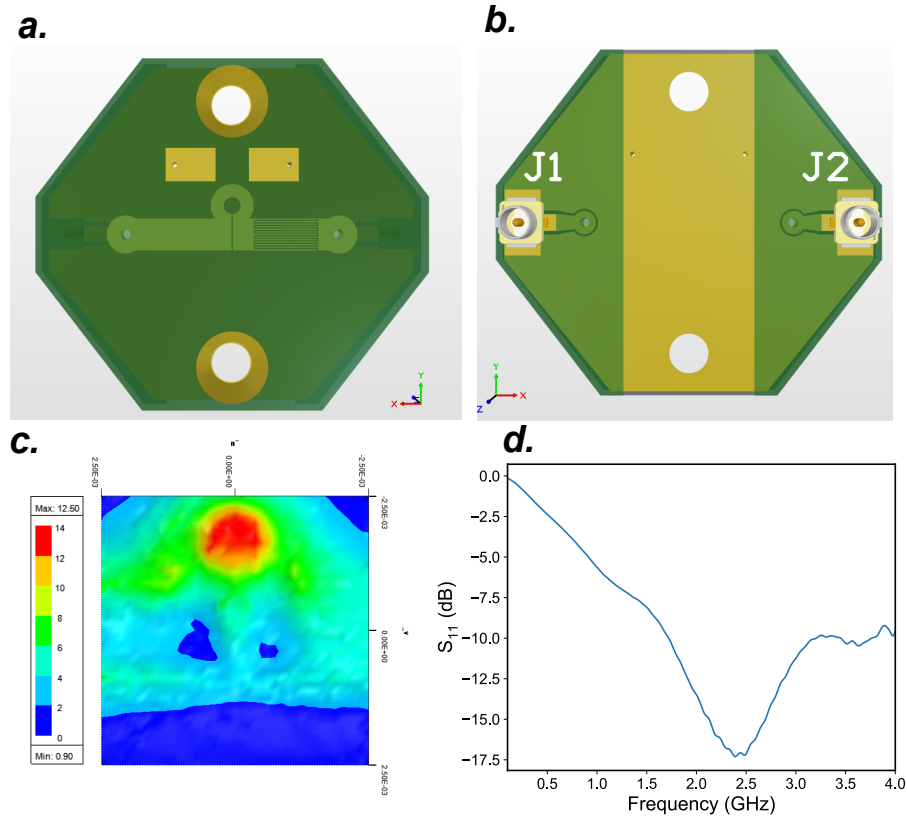 a.
b.
J1
J2
Y
X
Z
Y
X
Z
c.
n⁻
2.50E-03
0.00E+00
-2.50E-03
Max: 12.50
14
12
10
8
6
4
2
0
Min: 0.90
-2.50E-03
0.00E+00
2.50E-03
d.
S11 (dB)
0.0
−2.5
−5.0
−7.5
−10.0
−12.5
−15.0
−17.5
0.5 1.0 1.5 2.0 2.5 3.0 3.5 4.0
Frequency (GHz)